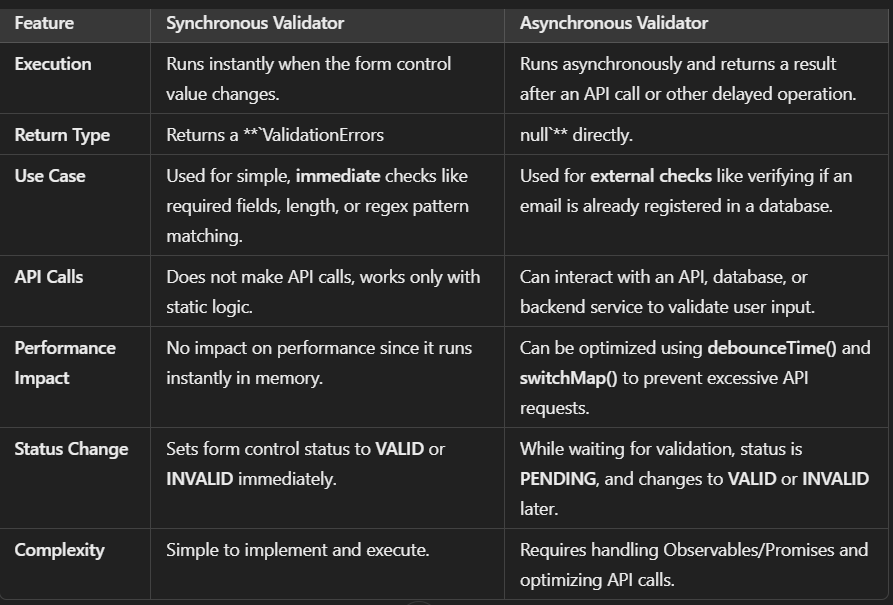 Feature Synchronous Validator Asynchronous Validator
Execution
Runs instantly when the form control
value changes.
Runs asynchronously and returns a result
after an API call or other delayed operation.
Return Type
Returns a **`ValidationErrors
null`** directly.
Use Case
Used for simple, immediate checks like
required fields, length, or regex pattern
matching.
Used for external checks like verifying if an
email is already registered in a database.
API Calls
Does not make API calls, works only with
static logic.
Can interact with an API, database, or
backend service to validate user input.
Performance
Impact
No impact on performance since it runs
instantly in memory.
Can be optimized using debounceTime() and
switchMap() to prevent excessive API
requests.
Status Change
Sets form control status to VALID or
INVALID immediately.
While waiting for validation, status is
PENDING, and changes to VALID or INVALID
later.
Complexity
Simple to implement and execute.
Requires handling Observables/Promises and
optimizing API calls.